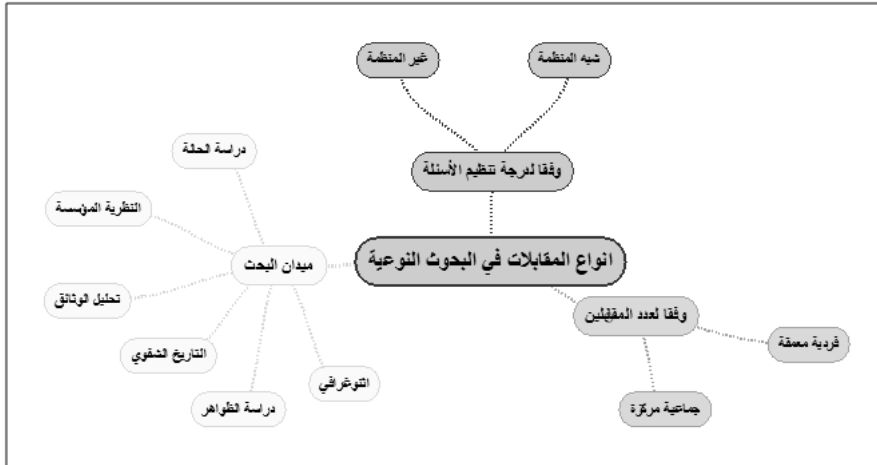 غير المنظمة
شبه المنظمة
وفقا لدرجة تنظيم الأسئلة
انواع المقابلات في البحوث النوعية
وفقا لعدد المقابلين
فردية معمقة
جماعية مركزة
ميدان البحث
دراسة الحالة
النظرية المؤسسة
تحليل الوثائق
التاريخ الشفوي
دراسة الظواهر
اثنوغرافي